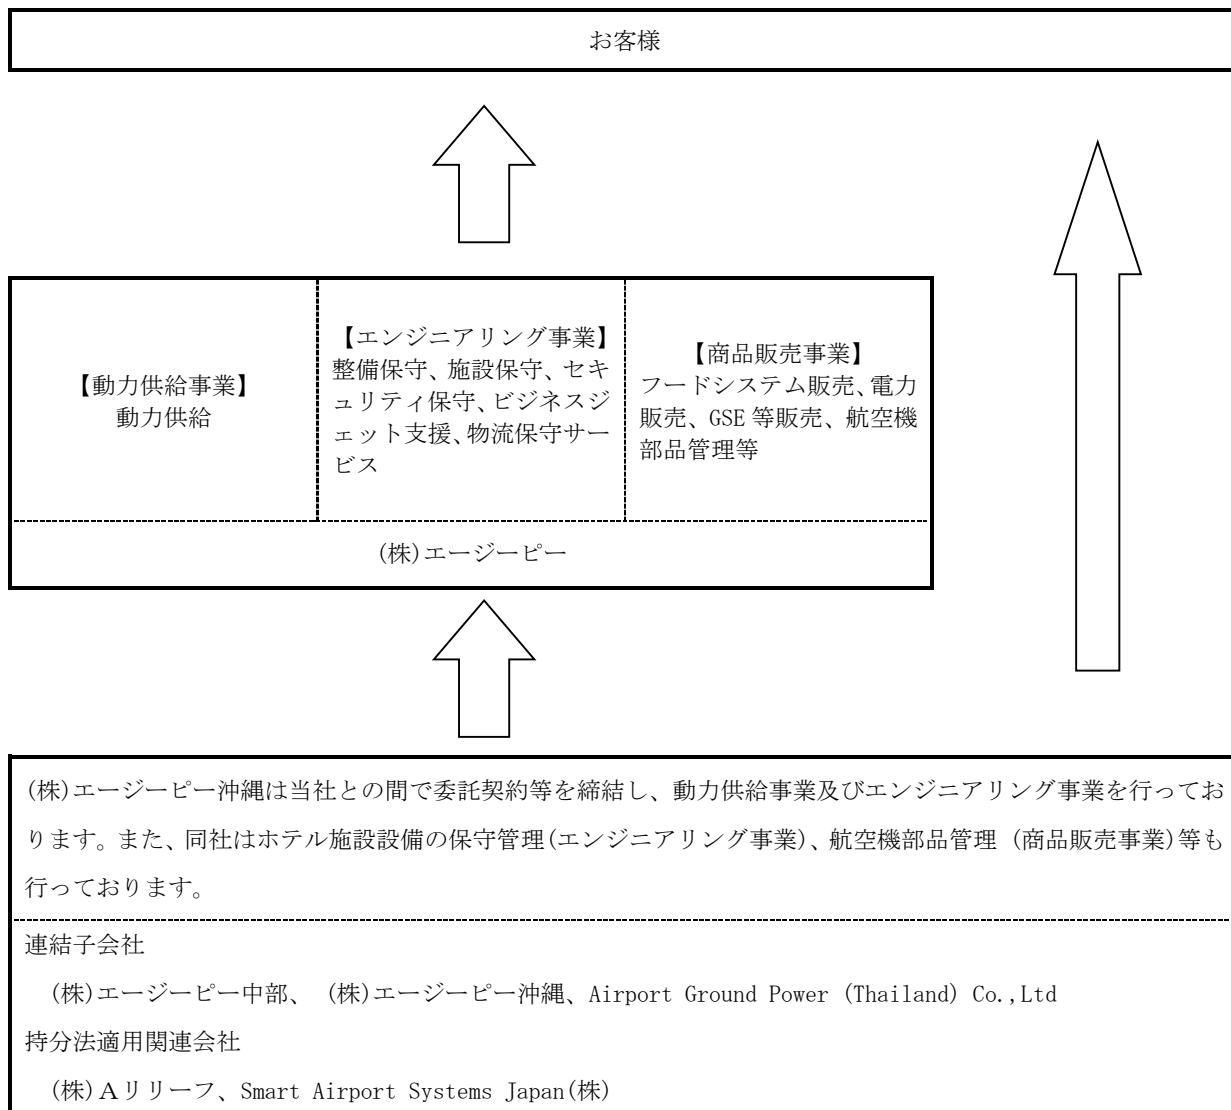 お客様
【動力供給事業】
動力供給
【エンジニアリング事業】
整備保守、施設保守、セキ
ュリティ保守、ビジネスジ
ェット支援、物流保守サー
ビス
【商品販売事業】
フードシステム販売、電力
販売、GSE 等販売、航空機
部品管理等
(株)エージーピー
(株)エージーピー沖縄は当社との間で委託契約等を締結し、動力供給事業及びエンジニアリング事業を行ってお
ります。また、同社はホテル施設設備の保守管理(エンジニアリング事業)、航空機部品管理 (商品販売事業)等も
行っております。
連結子会社
(株)エージーピー中部、 (株)エージーピー沖縄、Airport Ground Power (Thailand) Co.,Ltd
持分法適用関連会社
(株)Aリリーフ、Smart Airport Systems Japan(株)